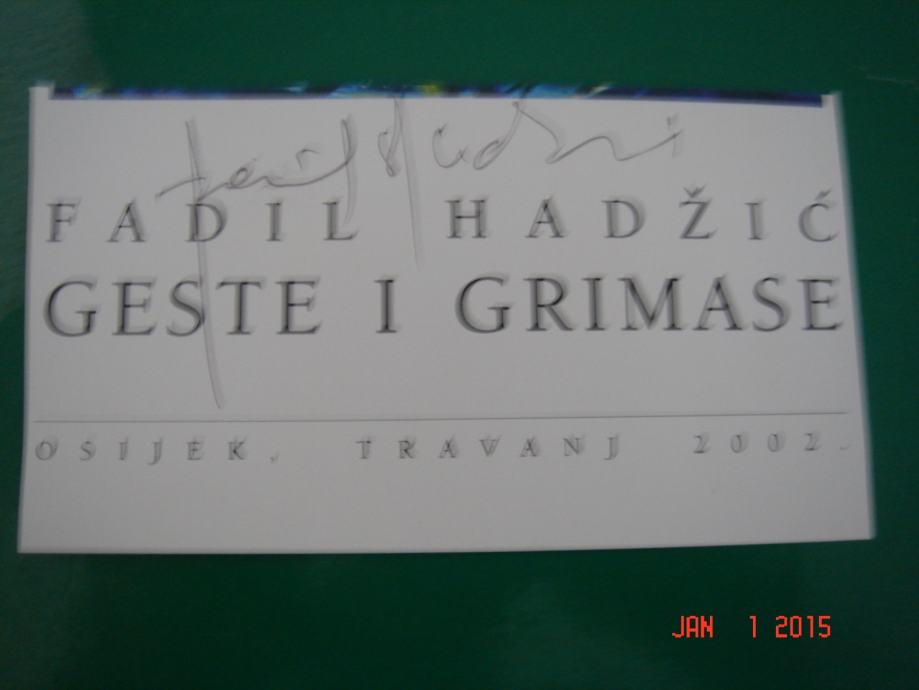 FADIL HADŽIĆ
GESTE I GRIMASE
OSIJEK, TRAVANJ 2002.
JAN 1 2015